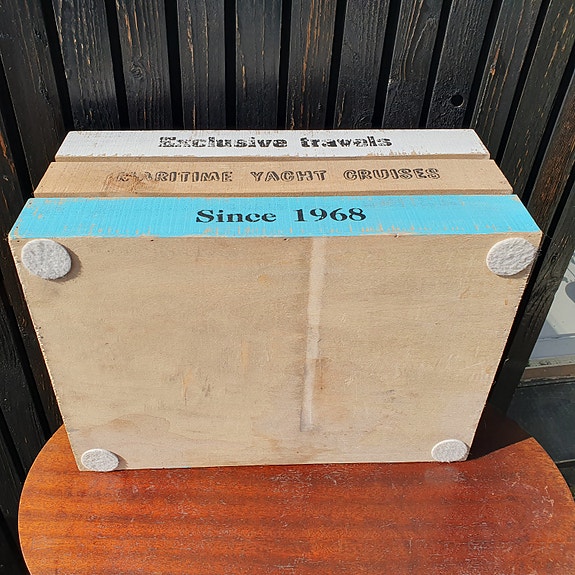 Exclusive travels
MARITIME YACHT CRUISES
Since 1968